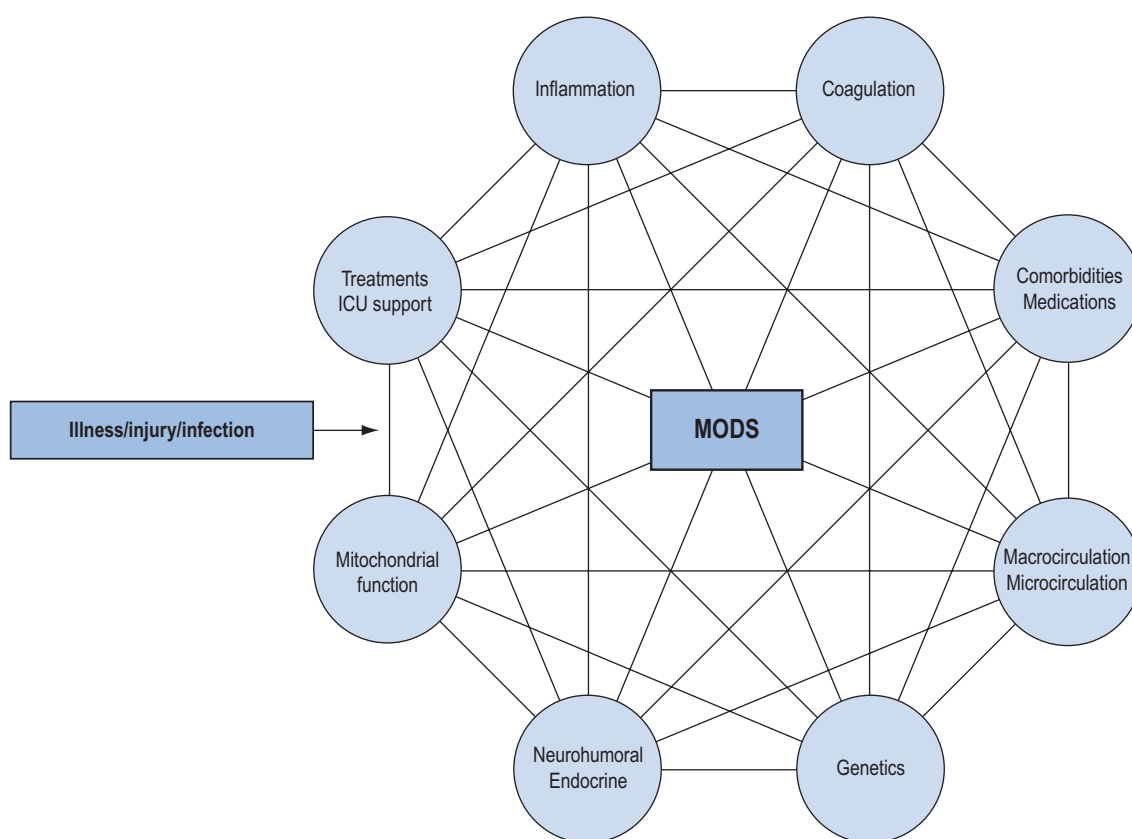 Inflammation
Coagulation
Treatments
ICU support
Comorbidities
Medications
Illness/injury/infection
MODS
Mitochondrial
function
Macrocirculation
Microcirculation
Neurohumoral
Endocrine
Genetics